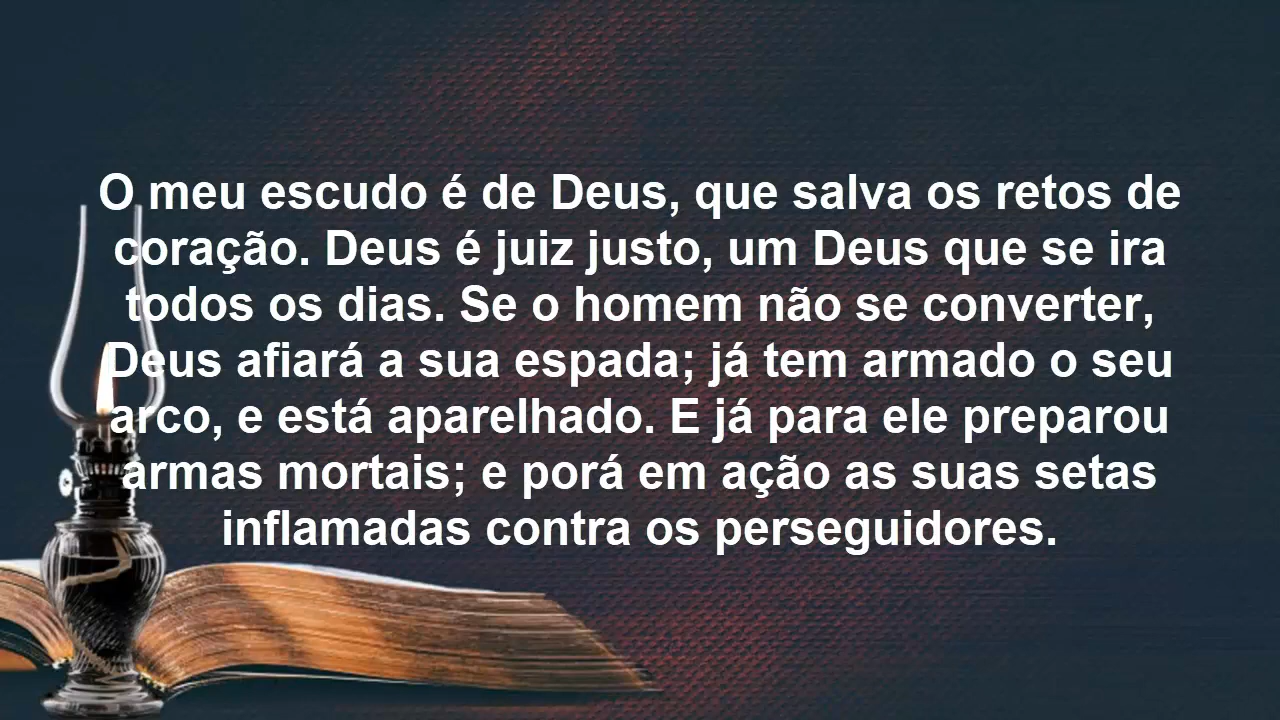 O meu escudo é de Deus, que salva os retos de
coração. Deus é juiz justo, um Deus que se ira
todos os dias. Se o homem não se converter,
Deus afiará a sua espada; já tem armado o seu
arco, e está aparelhado. E já para ele preparou
armas mortais; e porá em ação as suas setas
inflamadas contra os perseguidores.